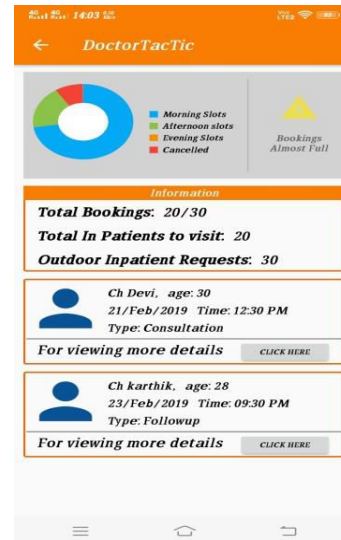 14:03
DoctorTacTic
Morning Slots
Afternoon slots
Evening Slots
Cancelled
Bookings
Almost Full
Information
Total Bookings: 20/30
Total In Patients to visit: 20
Outdoor Inpatient Requests: 30
Ch Devi, age: 30
21/Feb/2019 Time: 12:30 PM
Type: Consultation
For viewing more details CLICK HERE
Ch karthik, age: 28
23/Feb/2019 Time: 09:30 PM
Type: Followup
For viewing more details CLICK HERE